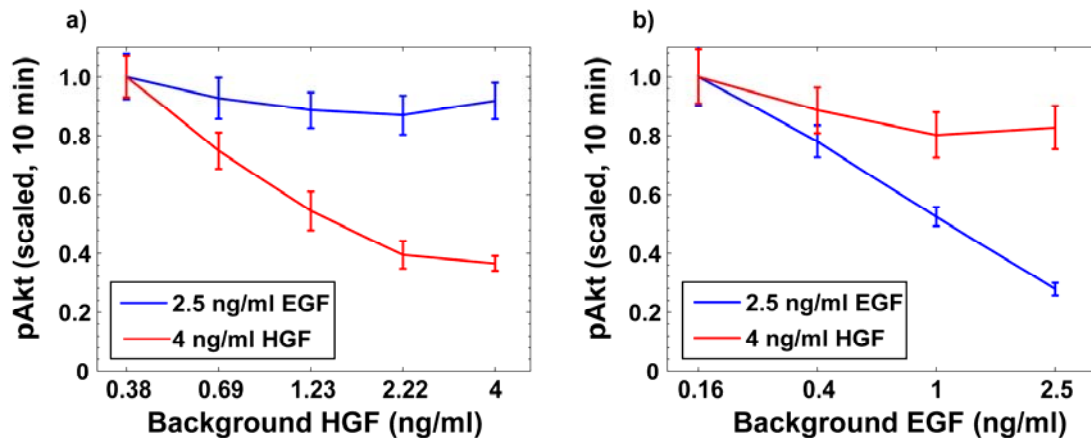 a)
pAkt (scaled, 10 min)
1.0
0.8
0.6
0.4
0.2
0
2.5 ng/ml EGF
4 ng/ml HGF
0.38 0.69 1.23 2.22 4
Background HGF (ng/ml)
b)
pAkt (scaled, 10 min)
1.0
0.8
0.6
0.4
0.2
0
2.5 ng/ml EGF
4 ng/ml HGF
0.16 0.4 1 2.5
Background EGF (ng/ml)